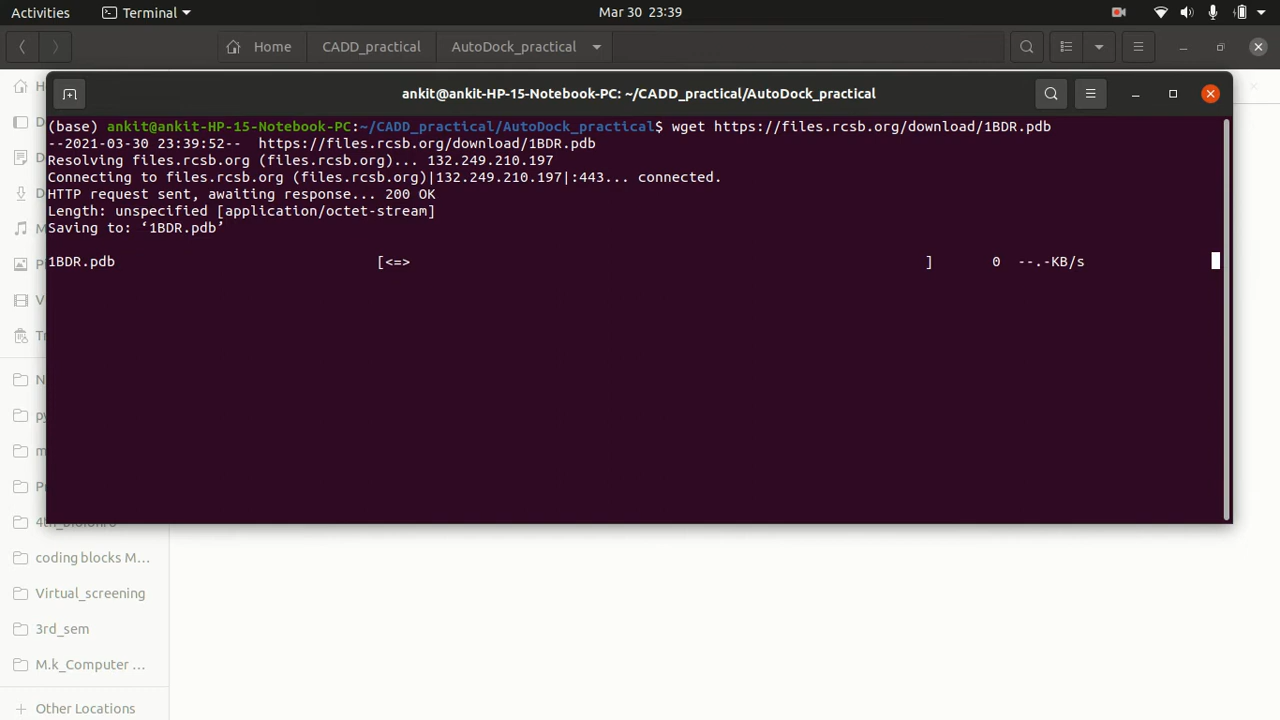 Activities Terminal Mar 30 23:39
Home CADD_practical AutoDock_practical
ankit@ankit-HP-15-Notebook-PC: ~/CADD_practical/AutoDock_practical
(base) ankit@ankit-HP-15-Notebook-PC:~/CADD_practical/AutoDock_practical$ wget https://files.rcsb.org/download/1BDR.pdb
--2021-03-30 23:39:52--  https://files.rcsb.org/download/1BDR.pdb
Resolving files.rcsb.org (files.rcsb.org)... 132.249.210.197
Connecting to files.rcsb.org (files.rcsb.org)|132.249.210.197|:443... connected.
HTTP request sent, awaiting response... 200 OK
Length: unspecified [application/octet-stream]
Saving to: ‘1BDR.pdb’
1BDR.pdb [<=> ] 0 --.-KB/s
coding blocks M...
Virtual_screening
3rd_sem
M.k_Computer ...
Other Locations